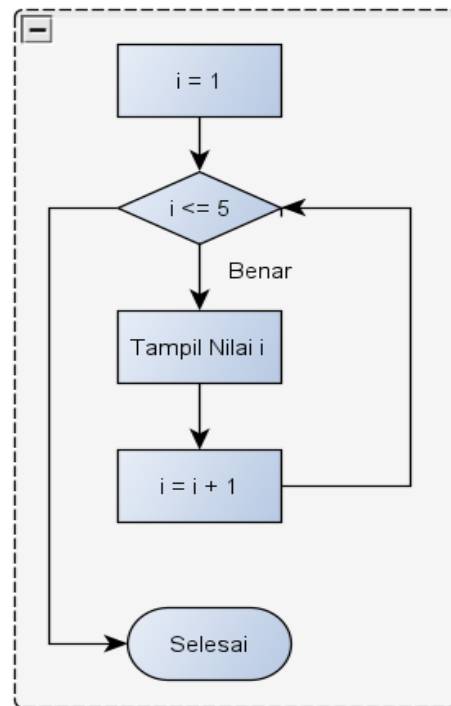 i = 1
i <= 5
Benar
Tampil Nilai i
i = i + 1
Selesai